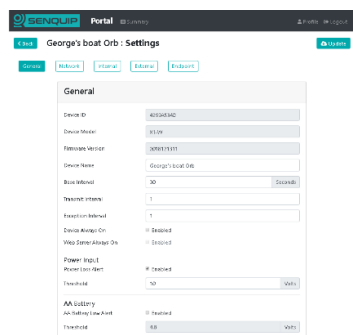 SENQUIP Portal Summary Profile Logout
Back George's boat Orb : Settings Update
General Network Internal External Endpoint
General
Device ID
Device Model
Firmware Version
Device Name George's boat Orb
Base Interval 30 Seconds
Transmit Interval 1
Exception Interval 1
Device Always On Enabled
Web Server Always On Enabled
Power Input
Power Loss Alert Enabled
Threshold Volts
AA Battery
AA Battery Low Alert Enabled
Threshold Volts